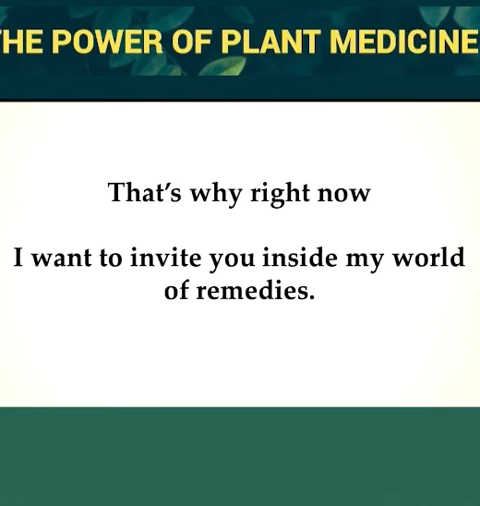 THE POWER OF PLANT MEDICINE
That's why right now
I want to invite you inside my world
of remedies.